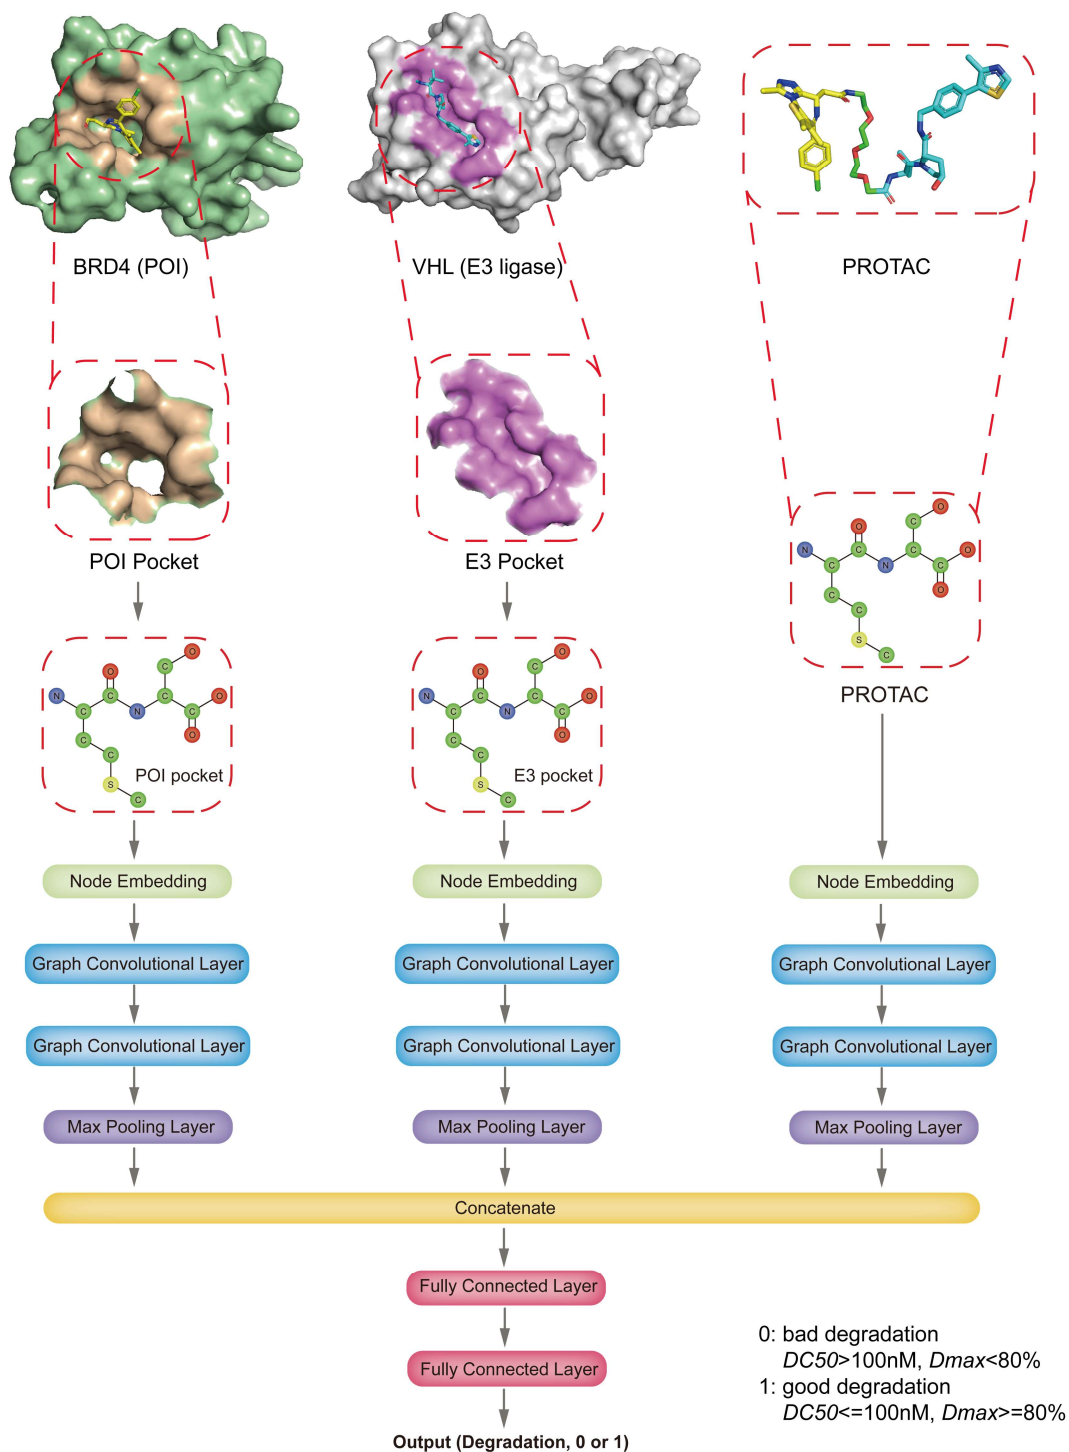 BRD4 (POI)
VHL (E3 ligase)
PROTAC
POI Pocket
E3 Pocket
N
C
O
C
N
C
C
O
C
O
O
C
C
S
C
PROTAC
N
C
O
C
N
C
C
O
C
O
O
C
C
S
C
POI pocket
N
C
O
C
N
C
C
O
C
O
O
C
C
S
C
E3 pocket
Node Embedding
Node Embedding
Node Embedding
Graph Convolutional Layer
Graph Convolutional Layer
Graph Convolutional Layer
Graph Convolutional Layer
Graph Convolutional Layer
Graph Convolutional Layer
Max Pooling Layer
Max Pooling Layer
Max Pooling Layer
Concatenate
Fully Connected Layer
Fully Connected Layer
Output (Degradation, 0 or 1)
0: bad degradation
DC50>100nM, Dmax<80%
1: good degradation
DC50<=100nM, Dmax>=80%